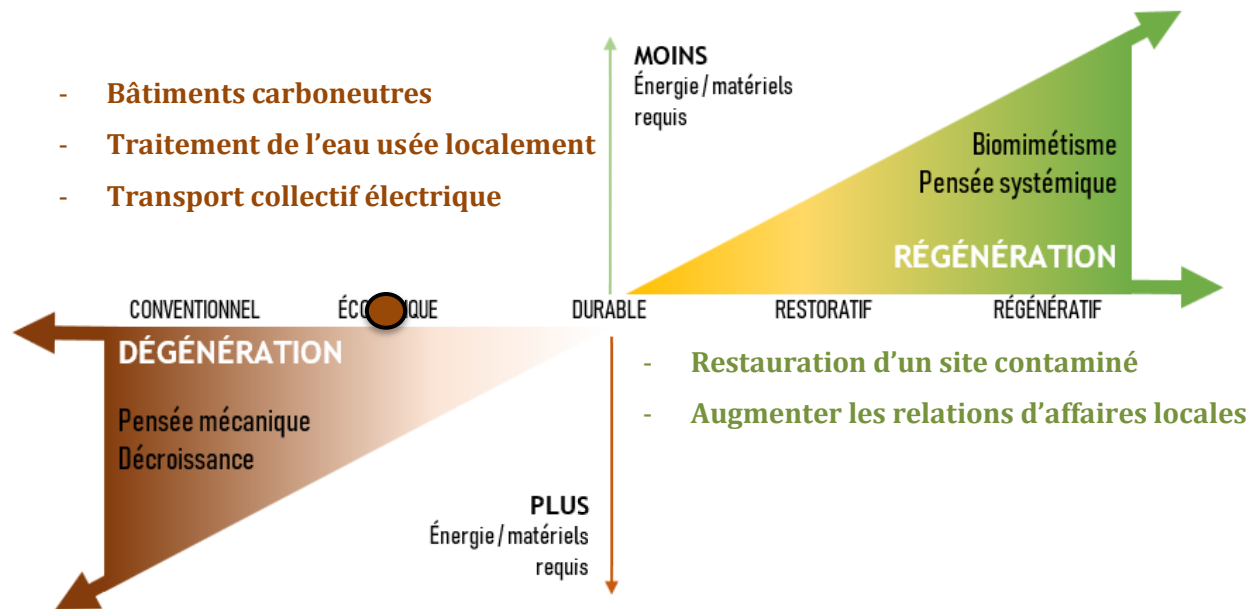 MOINS
Énergie / matériels
requis
- Bâtiments carboneutres
- Traitement de l’eau usée localement
- Transport collectif électrique
Biomimétisme
Pensée systémique
RÉGÉNÉRATION
CONVENTIONNEL
DURABLE
RESTORATIF
RÉGÉNÉRATIF
DÉGÉNÉRATION
Pensée mécanique
Décroissance
- Restauration d’un site contaminé
- Augmenter les relations d’affaires locales
PLUS
Énergie / matériels
requis